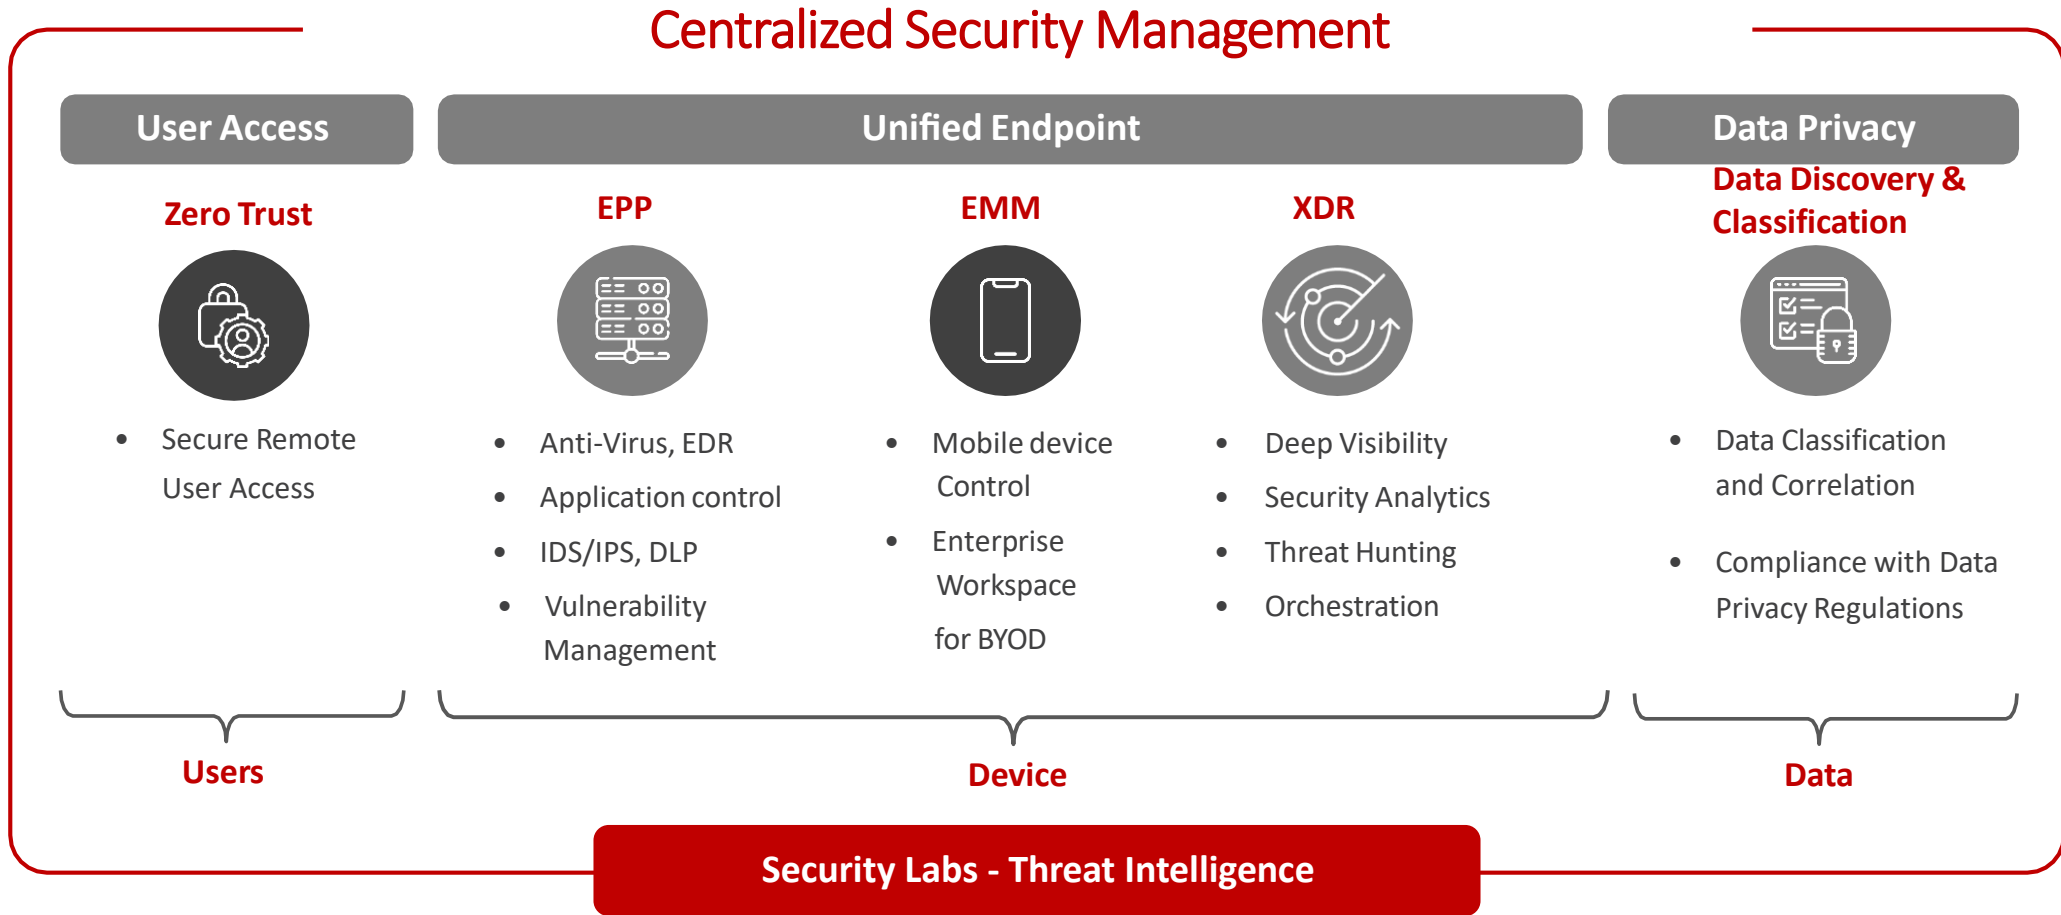 Centralized Security Management
User Access
Unified Endpoint
Data Privacy
Zero Trust
EPP
EMM
XDR
Data Discovery &
Classification
• Secure Remote
User Access
• Anti-Virus, EDR
• Application control
• IDS/IPS, DLP
• Vulnerability
Management
• Mobile device
Control
• Enterprise
Workspace
for BYOD
• Deep Visibility
• Security Analytics
• Threat Hunting
• Orchestration
• Data Classification
and Correlation
• Compliance with Data
Privacy Regulations
Users
Device
Data
Security Labs - Threat Intelligence